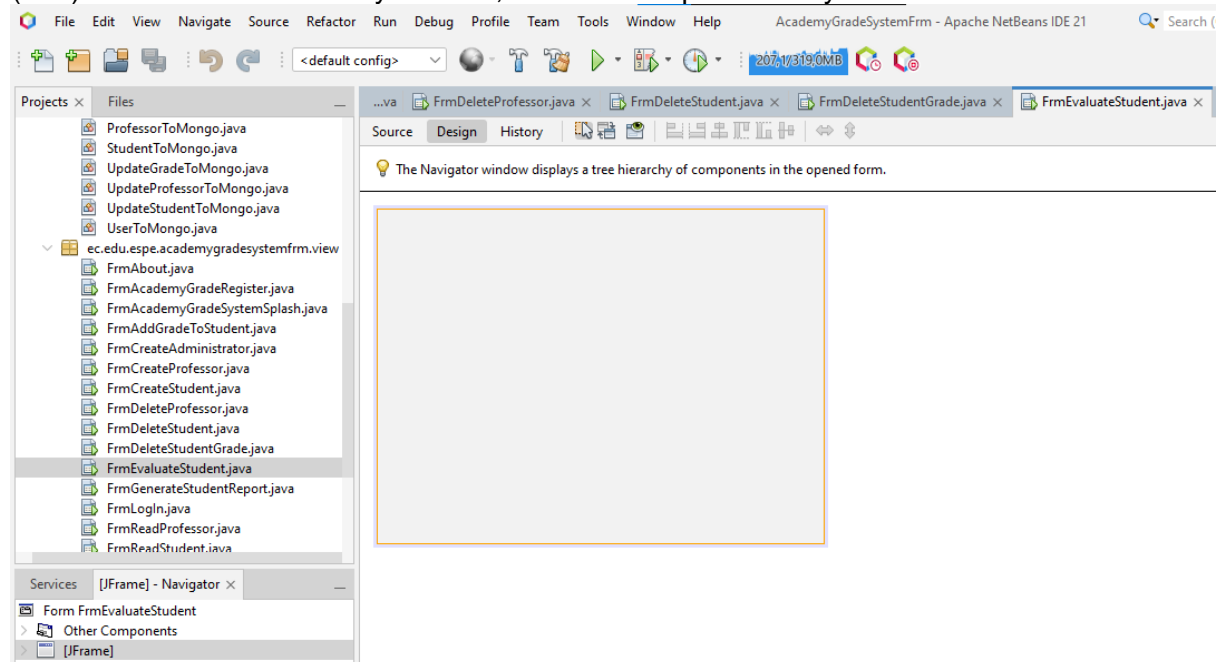 File Edit View Navigate Source Refactor Run Debug Profile Team Tools Window Help AcademyGradeSystemFrm - Apache NetBeans IDE 21 Search (
<default config> 207,1/319,0MB
Projects × Files
...va FrmDeleteProfessor.java × FrmDeleteStudent.java × FrmDeleteStudentGrade.java × FrmEvaluateStudent.java ×
Source Design History
The Navigator window displays a tree hierarchy of components in the opened form.
ProfessorToMongo.java
StudentToMongo.java
UpdateGradeToMongo.java
UpdateProfessorToMongo.java
UpdateStudentToMongo.java
UserToMongo.java
ec.edu.espe.academygradesystemfrm.view
FrmAbout.java
FrmAcademyGradeRegister.java
FrmAcademyGradeSystemSplash.java
FrmAddGradeToStudent.java
FrmCreateAdministrator.java
FrmCreateProfessor.java
FrmCreateStudent.java
FrmDeleteProfessor.java
FrmDeleteStudent.java
FrmDeleteStudentGrade.java
FrmEvaluateStudent.java
FrmGenerateStudentReport.java
FrmLogIn.java
FrmReadProfessor.java
FrmReadStudent.java
Services [JFrame] - Navigator ×
Form FrmEvaluateStudent
Other Components
[JFrame]